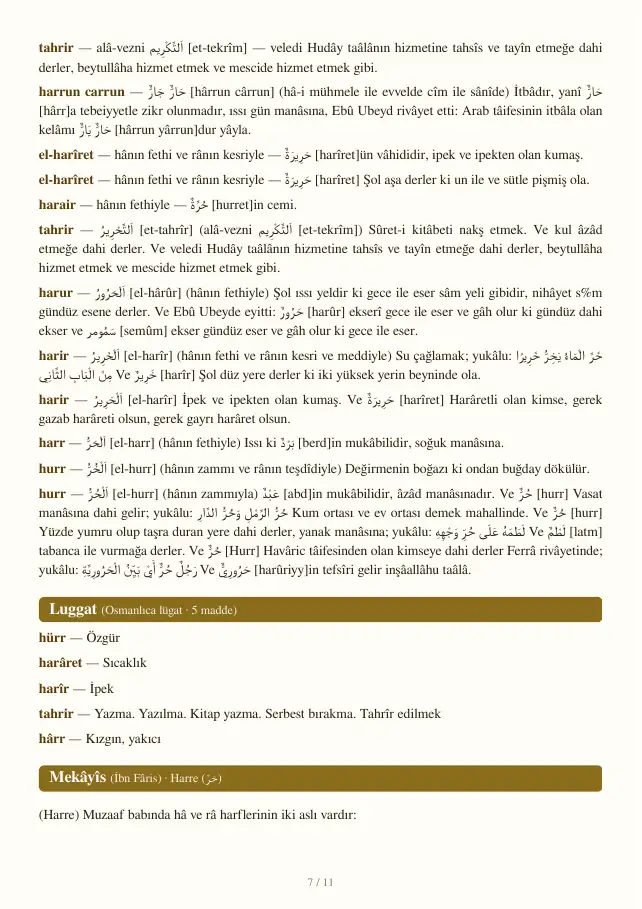 tahrir — alâ-vezni اَلتَّكْرِيم [et-tekrîm] — veledi Hudây taâlânın hizmetine tahsîs ve tayîn etmeğe dahi
derler, beytullâha hizmet etmek ve mescide hizmet etmek gibi.
harrun carrun — حَارٌّ جَارٌّ [hârrun cârrun] (hâ-i mühmele ile evvelde cîm ile sânîde) İtbâdır, yanî حَارٌّ
[hârr]a tebeiyyetle zikr olunmadır, ıssı gün manâsına, Ebû Ubeyd rivâyet etti: Arab tâifesinin itbâla olan
kelâmı حَارٌّ يَارٌّ [hârrun yârrun]dur yâyla.
el-harîret — hânın fethi ve rânın kesriyle — حَرِيرَةٌ [harîret]ün vâhididir, ipek ve ipekten olan kumaş.
el-harîret — hânın fethi ve rânın kesriyle — حَرِيرَةٌ [harîret] Şol aşa derler ki un ile ve sütle pişmiş ola.
harair — hânın fethiyle — حُرَّةٌ [hurret]in cemi.
tahrir — اَلتَّحْرِيرُ [et-tahrîr] (alâ-vezni اَلتَّكْرِيم [et-tekrîm]) Sûret-i kitâbeti nakş etmek. Ve kul âzâd
etmeğe dahi derler. Ve veledi Hudây taâlânın hizmetine tahsîs ve tayîn etmeğe dahi derler, beytullâha
hizmet etmek ve mescide hizmet etmek gibi.
harur — اَلْحَرُورُ [el-hârûr] (hânın fethiyle) Şol ıssı yeldir ki gece ile eser sâm yeli gibidir, nihâyet s%m
gündüz esene derler. Ve Ebû Ubeyde eyitti: حَرُورٌ [harûr] ekserî gece ile eser ve gâh olur ki gündüz dahi
ekser ve سَمُومر [semûm] ekser gündüz eser ve gâh olur ki gece ile eser.
harir — اَلْحَرِيرُ [el-harîr] (hânın fethi ve rânın kesri ve meddiyle) Su çağlamak; yukâlu: حَرَّ الْمَاءُ يَحِرُّ حَرِيرًا
مِنَ الْبَابِ الثَّانِي Ve حَرِيرٌ [harîr] Şol düz yere derler ki iki yüksek yerin beyninde ola.
harir — اَلْحَرِيرُ [el-harîr] İpek ve ipekten olan kumaş. Ve حَرِيرَةٌ [harîret] Harâretli olan kimse, gerek
gazab harâreti olsun, gerek gayrı harâret olsun.
harr — اَلْحَرُّ [el-harr] (hânın fethiyle) Issı ki بَرْدٌ [berd]in mukâbilidir, soğuk manâsına.
hurr — اَلْحُرُّ [el-hurr] (hânın zammı ve rânın teşdîdiyle) Değirmenin boğazı ki ondan buğday dökülür.
hurr — اَلْحُرُّ [el-hurr] (hânın zammıyla) عَبْدٌ [abd]in mukâbilidir, âzâd manâsınadır. Ve حُرٌّ [hurr] Vasat
manâsına dahi gelir; yukâlu: حُرُّ الرَّمْلِ وَحُرُّ الدَّارِ Kum ortası ve ev ortası demek mahallinde. Ve حُرٌّ [hurr]
Yüzde yumru olup taşra duran yere dahi derler, yanak manâsına; yukâlu: لَطَمَهُ عَلَى حُرِّ وَجْهِهِ Ve لَطْمٌ [latm]
tabanca ile vurmağa derler. Ve حُرٌّ [Hurr] Havâric tâifesinden olan kimseye dahi derler Ferrâ rivâyetinde;
yukâlu: رَجُلٌ حُرٌّ أَيْ بَيِّنُ الْحَرُورِيَّةِ Ve حَرُورِيٌّ [harûriyy]in tefsîri gelir inşâallâhu taâlâ.
Luggat (Osmanlıca lügat · 5 madde)
hürr — Özgür
harâret — Sıcaklık
harîr — İpek
tahrir — Yazma. Yazılma. Kitap yazma. Serbest bırakma. Tahrîr edilmek
hârr — Kızgın, yakıcı
Mekâyîs (İbn Fâris) · Harre (حرّ)
(Harre) Muzaaf babında hâ ve râ harflerinin iki aslı vardır:
7 / 11